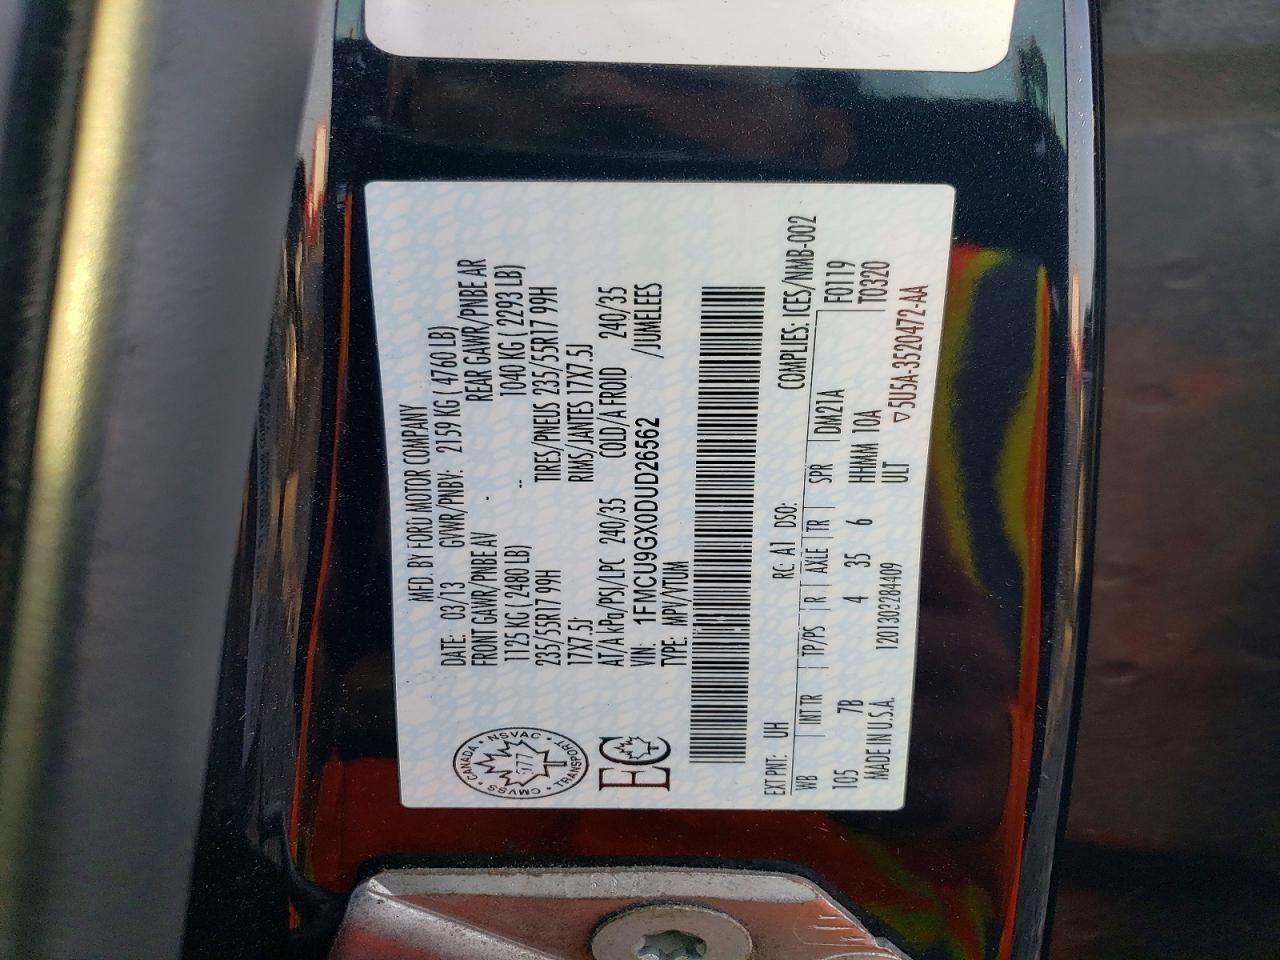 MFD. BY FORD MOTOR COMPANY
DATE: 03/13 GVWR/PNBV: 2159 KG ( 4760 LB)
FRONT GAWR/PNBE AV REAR GAWR/PNBE AR
1125 KG ( 2480 LB) 1040 KG ( 2293 LB)
235/55R17 99H TIRES/PNEUS 235/55R17 99H
17X7.5J RIMS/JANTES 17X7.5J
AT/A kPa/PSI/LPC 240/35 COLD/A FROID 240/35
VIN: 1FMCU9GX0DUD26562 /JUMELEES
TYPE: MPV/VTUM
CANADA · NSVAC · TRANSPORT · CMVSS
577
EC
EXT PNT: UH RC: A1 DSO: COMPLIES: ICES/NMB-002
WB INT TR TP/PS R AXLE TR SPR DM21A F0119
105 7B 4 35 6 HHMM 10A T0320
MADE IN U.S.A. ULT
▽5U5A-3520472-AA